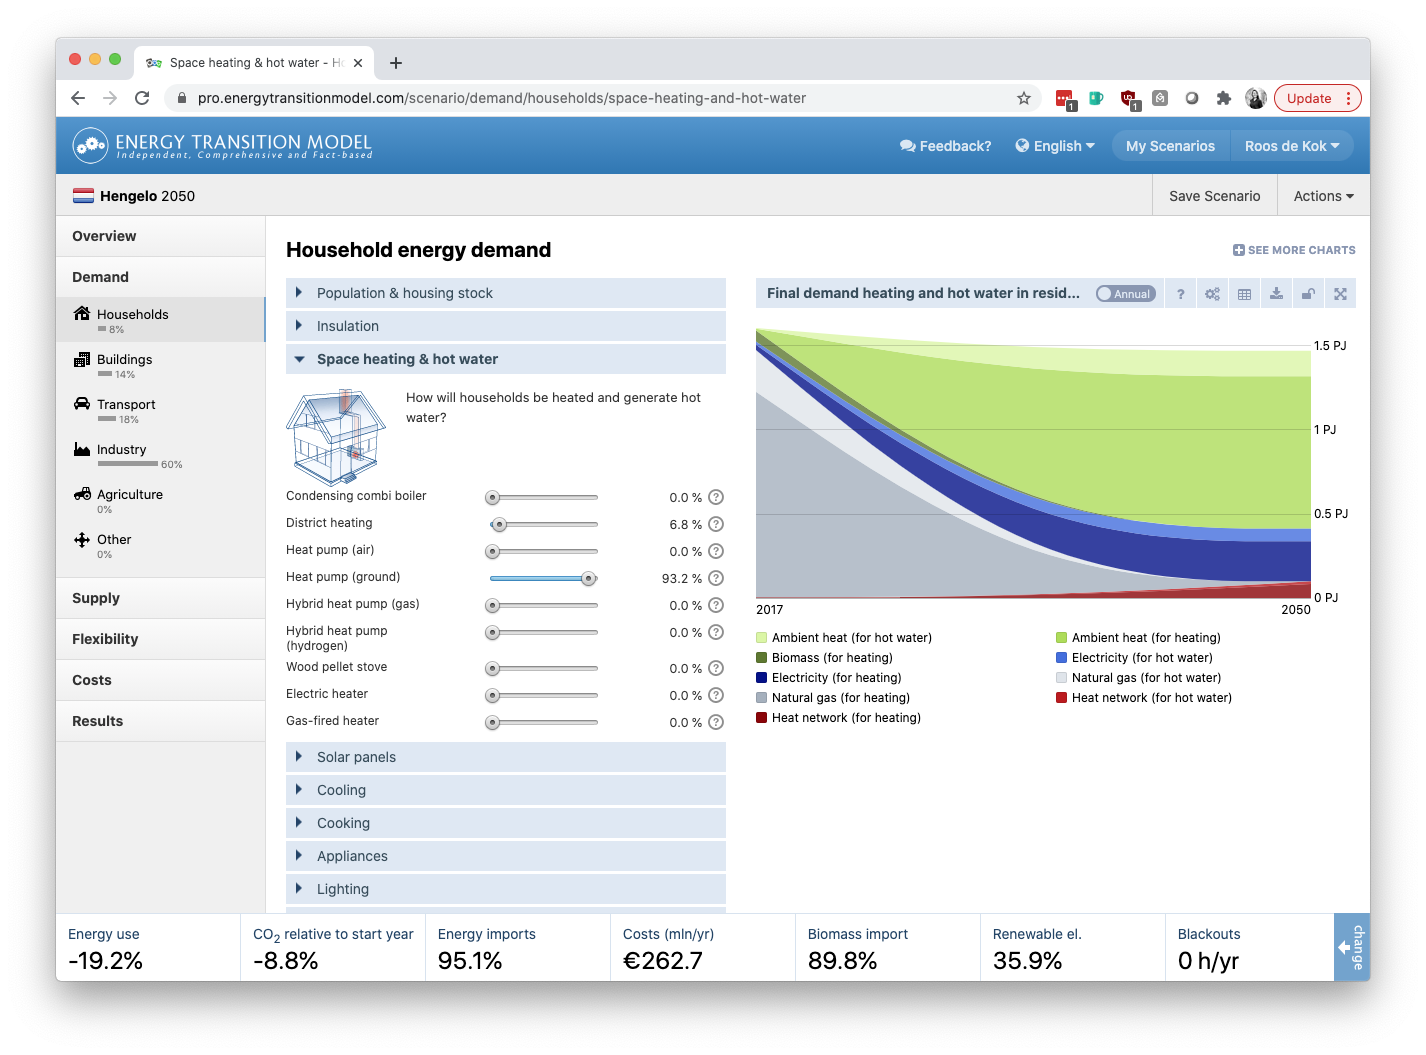 Space heating & hot water - Ho
pro.energytransitionmodel.com/scenario/demand/households/space-heating-and-hot-water
1
1
Update
ENERGY TRANSITION MODEL
Independent, Comprehensive and Fact-based
Feedback?
English
My Scenarios
Roos de Kok
Hengelo 2050
Save Scenario
Actions
Overview
Demand
Households
8%
Buildings
14%
Transport
18%
Industry
60%
Agriculture
0%
Other
0%
Supply
Flexibility
Costs
Results
Household energy demand
SEE MORE CHARTS
Population & housing stock
Insulation
Space heating & hot water
How will households be heated and generate hot
water?
Condensing combi boiler 0.0 % ?
District heating 6.8 % ?
Heat pump (air) 0.0 % ?
Heat pump (ground) 93.2 % ?
Hybrid heat pump (gas) 0.0 % ?
Hybrid heat pump
(hydrogen) 0.0 % ?
Wood pellet stove 0.0 % ?
Electric heater 0.0 % ?
Gas-fired heater 0.0 % ?
Solar panels
Cooling
Cooking
Appliances
Lighting
Final demand heating and hot water in resid...
Annual
?
1.5 PJ
1 PJ
0.5 PJ
0 PJ
2017 2050
Ambient heat (for hot water) Ambient heat (for heating)
Biomass (for heating) Electricity (for hot water)
Electricity (for heating) Natural gas (for hot water)
Natural gas (for heating) Heat network (for hot water)
Heat network (for heating)
Energy use
-19.2%
CO2 relative to start year
-8.8%
Energy imports
95.1%
Costs (mln/yr)
€262.7
Biomass import
89.8%
Renewable el.
35.9%
Blackouts
0 h/yr
change